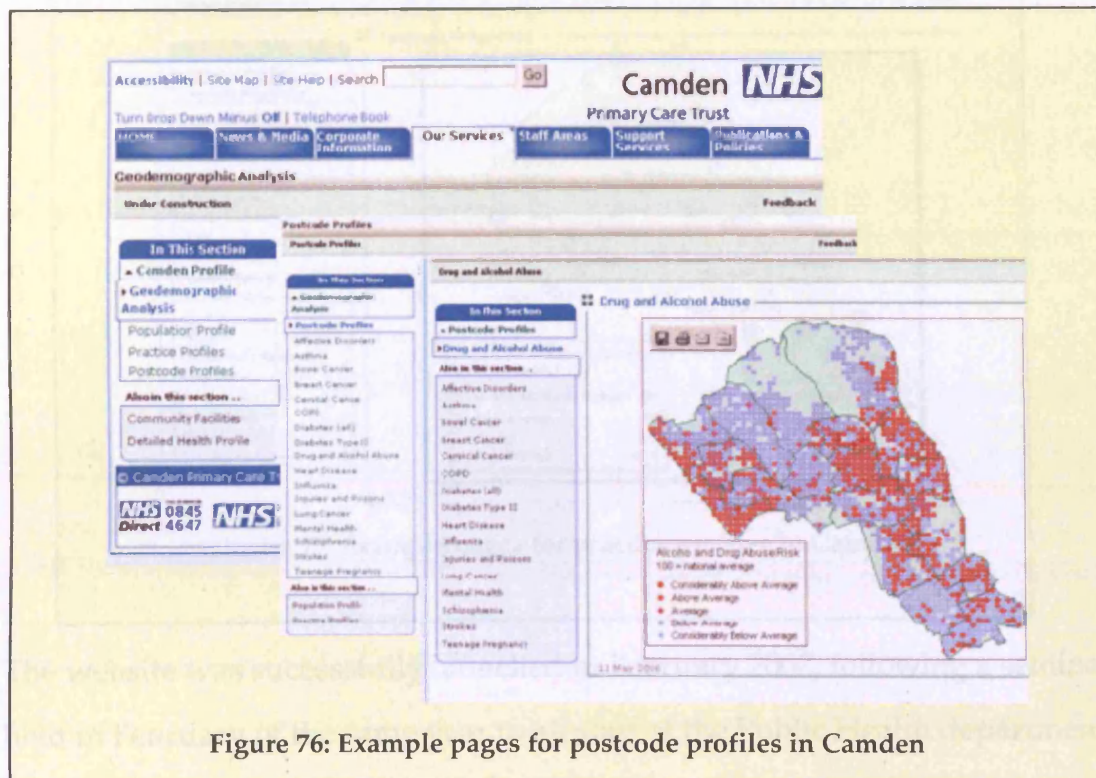 Accessibility | Site Map | Site Help | Search Go
Camden NHS
Primary Care Trust
Turn Drop Down Menus Off | Telephone Book
HOME News & Media Corporate Information Our Services Staff Areas Support Services Publications & Policies
Geodemographic Analysis
Under Construction Feedback
In This Section
Camden Profile
Geodemographic
Analysis
Population Profile
Practice Profiles
Postcode Profiles
Also in this section ..
Community Facilities
Detailed Health Profile
© Camden Primary Care
NHS
Direct
0845
4647
NHS
Postcode Profiles
Postcode Profiles Feedback
In This Section
Geodemographic
Analysis
Postcode Profiles
Affective Disorders
Asthma
Bowel Cancer
Breast Cancer
Cervical Cancer
COPD
Diabetes (all)
Diabetes Type II
Drug and Alcohol Abuse
Heart Disease
Influenza
Injuries and Poisons
Lung Cancer
Mental Health
Schizophrenia
Strokes
Teenage Pregnancy
Also in this section ..
Population Profile
Practice Profiles
Drug and Alcohol Abuse
In This Section
Postcode Profiles
Drug and Alcohol Abuse
Also in this section ..
Affective Disorders
Asthma
Bowel Cancer
Breast Cancer
Cervical Cancer
COPD
Diabetes (all)
Diabetes Type II
Heart Disease
Influenza
Injuries and Poisons
Lung Cancer
Mental Health
Schizophrenia
Strokes
Teenage Pregnancy
Drug and Alcohol Abuse
Alcoho and Drug Abuse/Risk
100 = national average
Considerably Above Average
Above Average
Average
Below Average
Considerably Below Average
The website was successfully following
held in the Public Health department
Figure 76: Example pages for postcode profiles in Camden